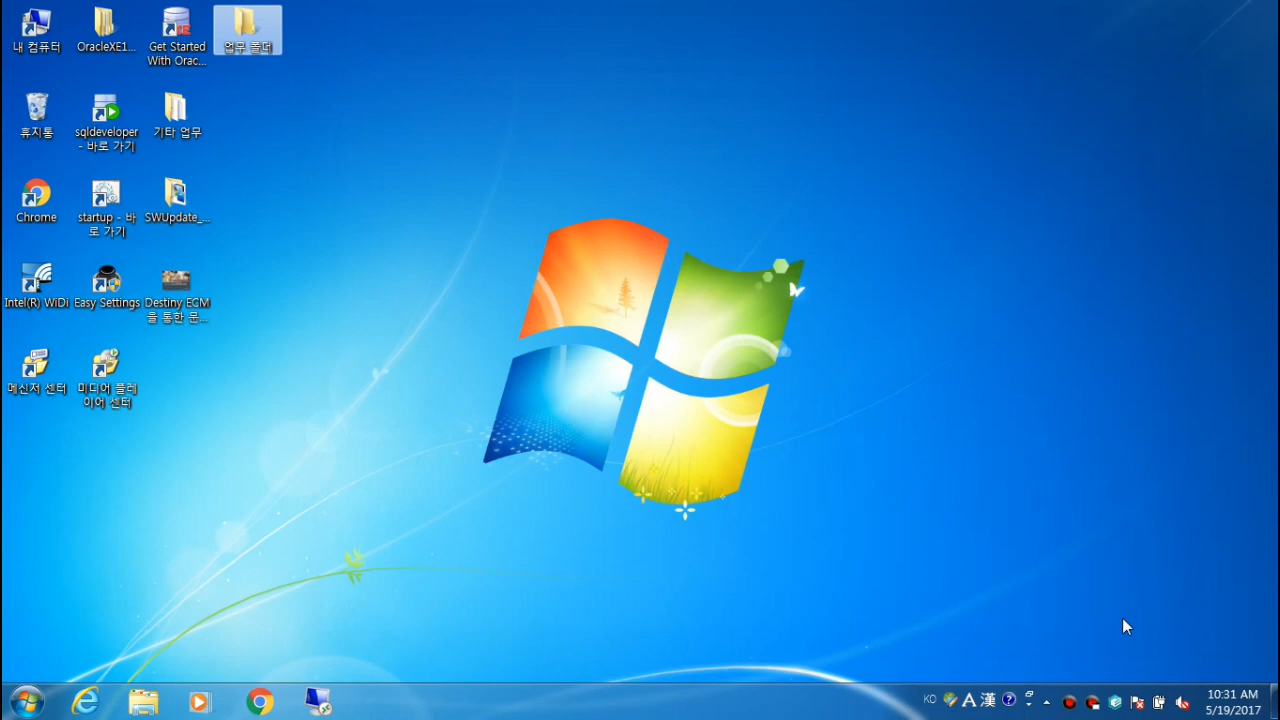 내 컴퓨터
OracleXE1...
Get Started
With Orac...
업무 폴더
휴지통
sqldeveloper
- 바로 가기
기타 업무
Chrome
startup - 바
로 가기
SWUpdate_...
Intel(R) WiDi
Easy Settings
Destiny ECM
을 통한 문...
메신저 센터
미디어 플레
이어 센터
KO
A 漢
10:31 AM
5/19/2017